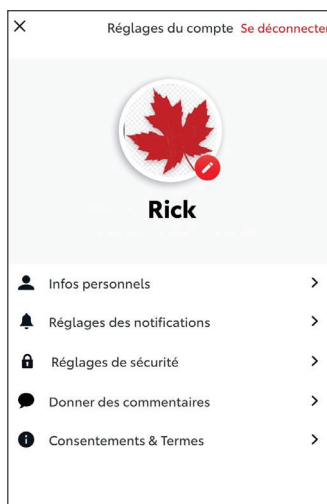 Réglages du compte Se déconnecter
Rick
Infos personnels
Réglages des notifications
Réglages de sécurité
Donner des commentaires
Consentements & Termes